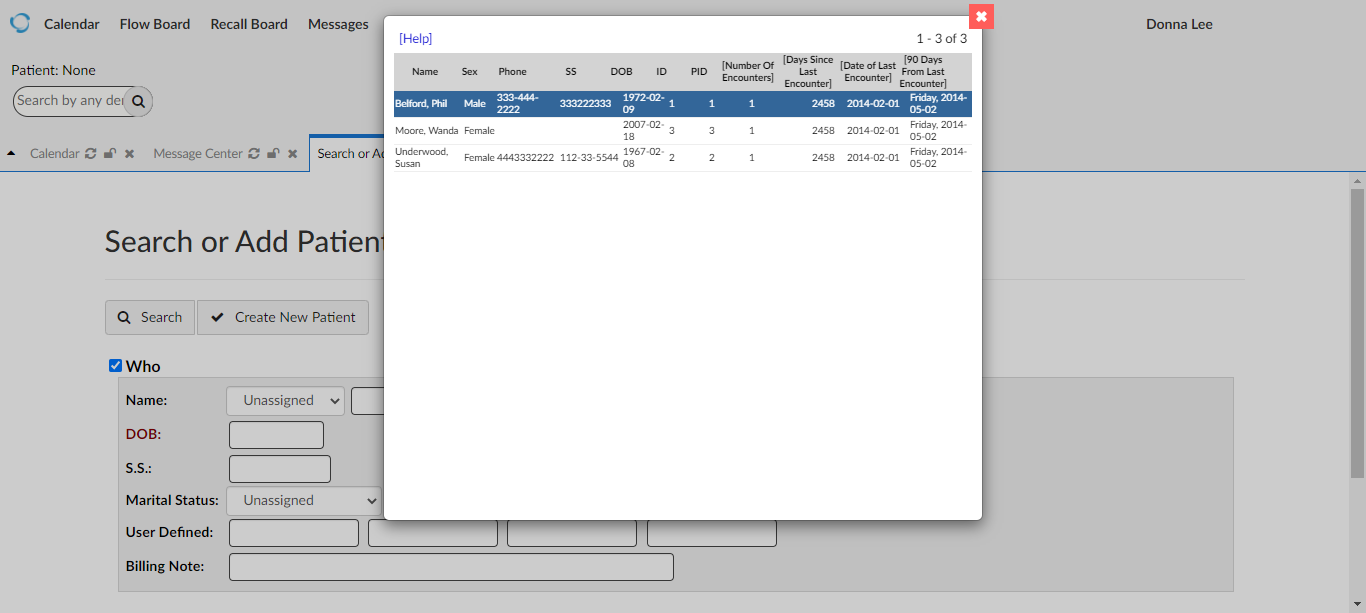 Calendar Flow Board Recall Board Messages Donna Lee
[Help] 1 - 3 of 3
Patient: None
Search by any der
Name Sex Phone SS DOB ID PID [Number Of Encounters] [Days Since Last Encounter] [Date of Last Encounter] [90 Days From Last Encounter]
Belford, Phil Male 333-444-2222 333222333 1972-02-09 1 1 1 2458 2014-02-01 Friday, 2014-05-02
Moore, Wanda Female 2007-02-18 3 3 1 2458 2014-02-01 Friday, 2014-05-02
Underwood, Susan Female 4443332222 112-33-5544 1967-02-08 2 2 1 2458 2014-02-01 Friday, 2014-05-02
Calendar Message Center Search or Ad
Search or Add Patient
Search Create New Patient
Who
Name: Unassigned
DOB:
S.S.:
Marital Status: Unassigned
User Defined:
Billing Note: